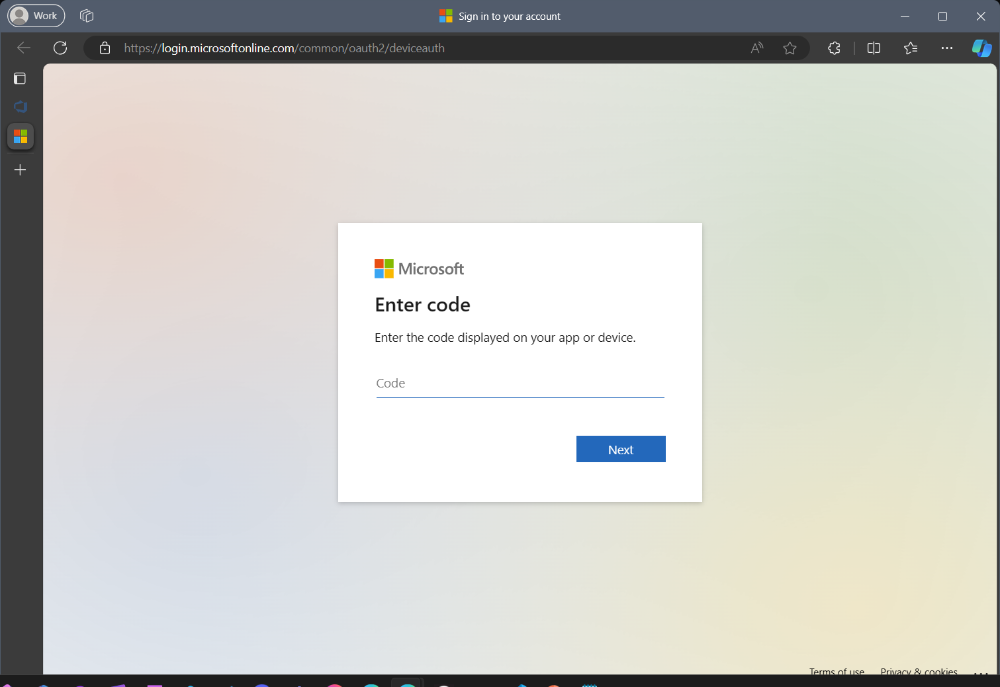 Work
Sign in to your account
https://login.microsoftonline.com/common/oauth2/deviceauth
Microsoft
Enter code
Enter the code displayed on your app or device.
Code
Next
Terms of use Privacy & cookies ...